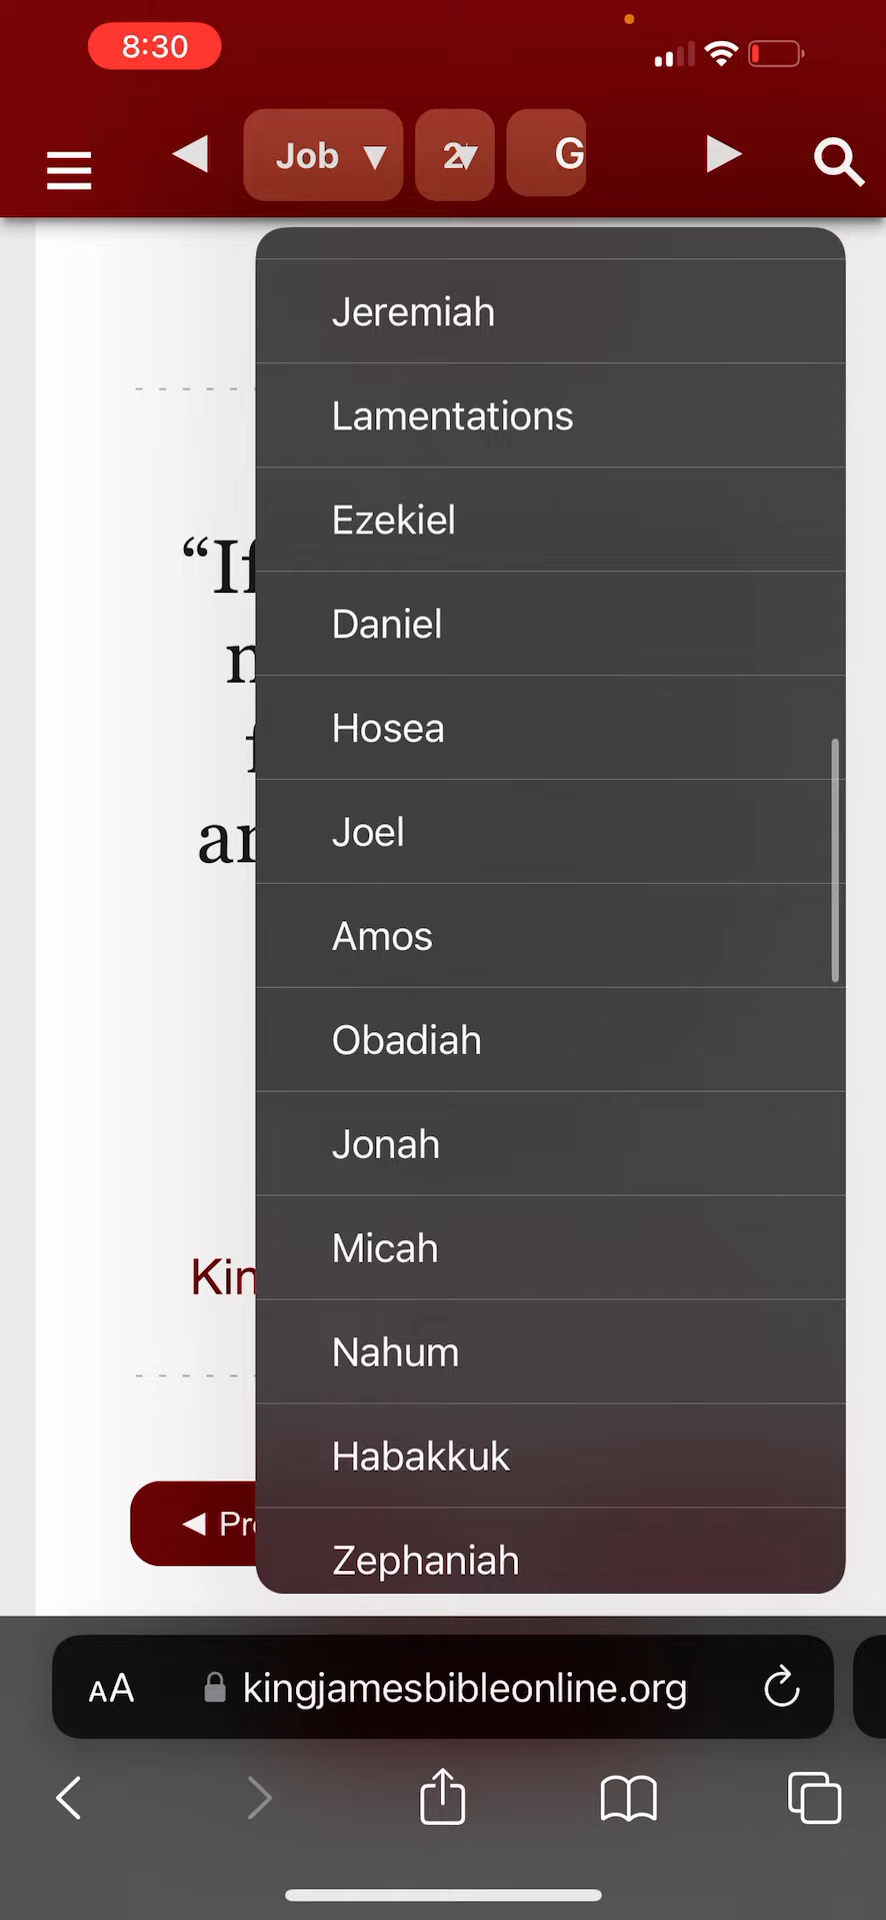 8:30
Job ▼ 2▼ G
Jeremiah
Lamentations
Ezekiel
“If
Daniel
Hosea
Joel
Amos
Obadiah
Jonah
Micah
Kin
Nahum
Habakkuk
◀ Pr
Zephaniah
AA kingjamesbibleonline.org